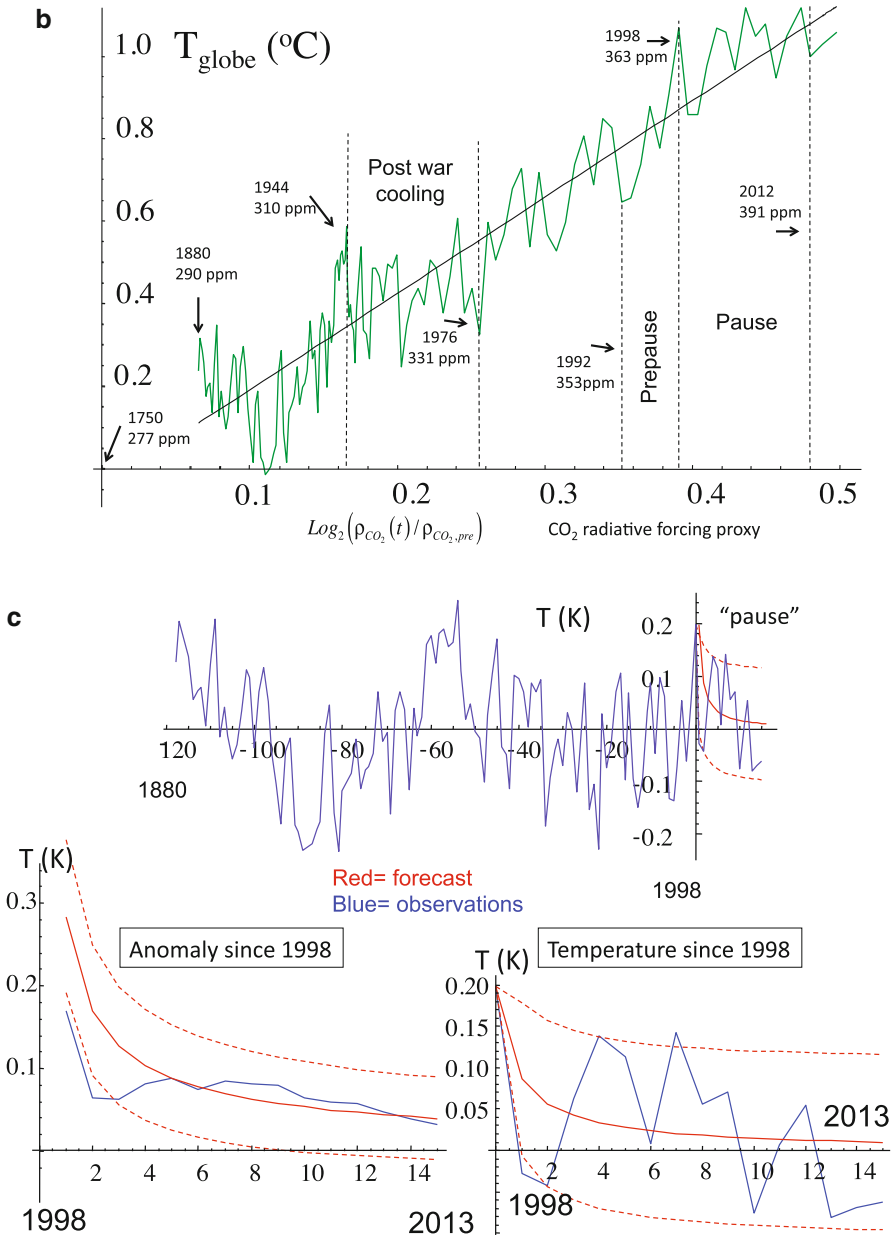 b
T globe (oC)
1.0
0.8
0.6
0.4
0.2
1998
363 ppm
Post war
cooling
1944
310 ppm
2012
391 ppm
1880
290 ppm
1976
331 ppm
1992
353ppm
Prepause
Pause
1750
277 ppm
0.1
0.2
0.3
0.4
0.5
Log2(ρCO2(t)/ρCO2,pre)
CO2 radiative forcing proxy
c
T (K)
"pause"
0.2
0.1
-0.1
-0.2
120
-100
-80
-60
-40
-20
1880
1998
Red= forecast
Blue= observations
T (K)
Anomaly since 1998
0.3
0.2
0.1
2
4
6
8
10
12
14
1998
2013
T (K)
Temperature since 1998
0.20
0.15
0.10
0.05
2013
2
4
6
8
10
12
14
1998